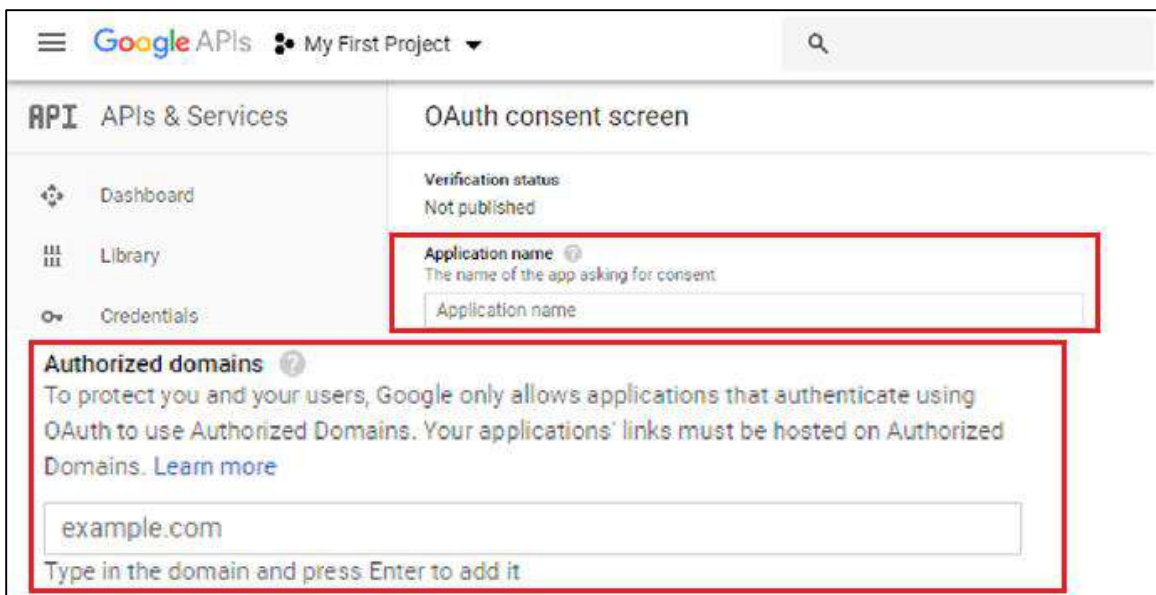 Google APIs My First Project
API APIs & Services
OAuth consent screen
Dashboard
Library
Credentials
Verification status
Not published
Application name
The name of the app asking for consent
Application name
Authorized domains
To protect you and your users, Google only allows applications that authenticate using
OAuth to use Authorized Domains. Your applications' links must be hosted on Authorized
Domains. Learn more
example.com
Type in the domain and press Enter to add it